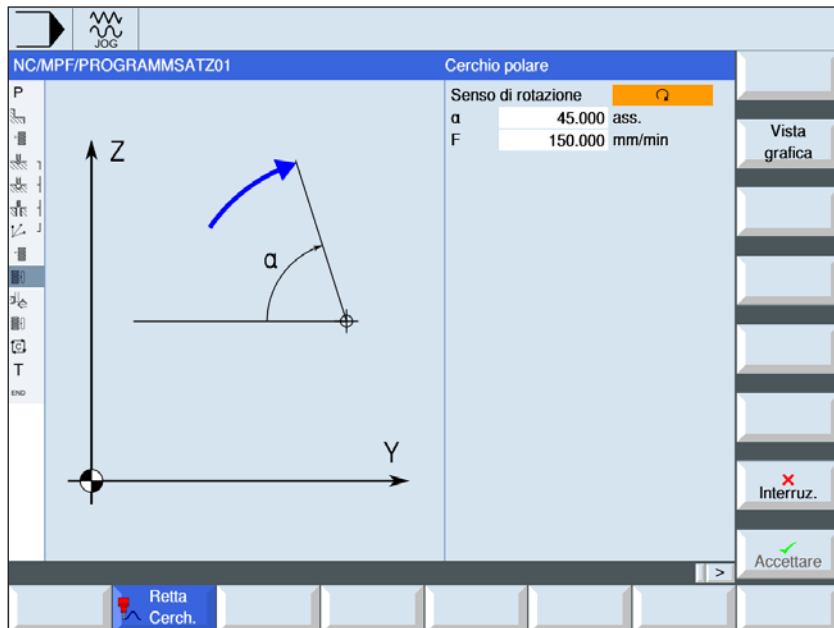 JOG
NC/MPF/PROGRAMMSATZ01
Cerchio polare
P
T
END
Z
α
Y
Senso di rotazione
α 45.000 ass.
F 150.000 mm/min
Vista
grafica
Interruz.
Accettare
>
Retta
Cerch.